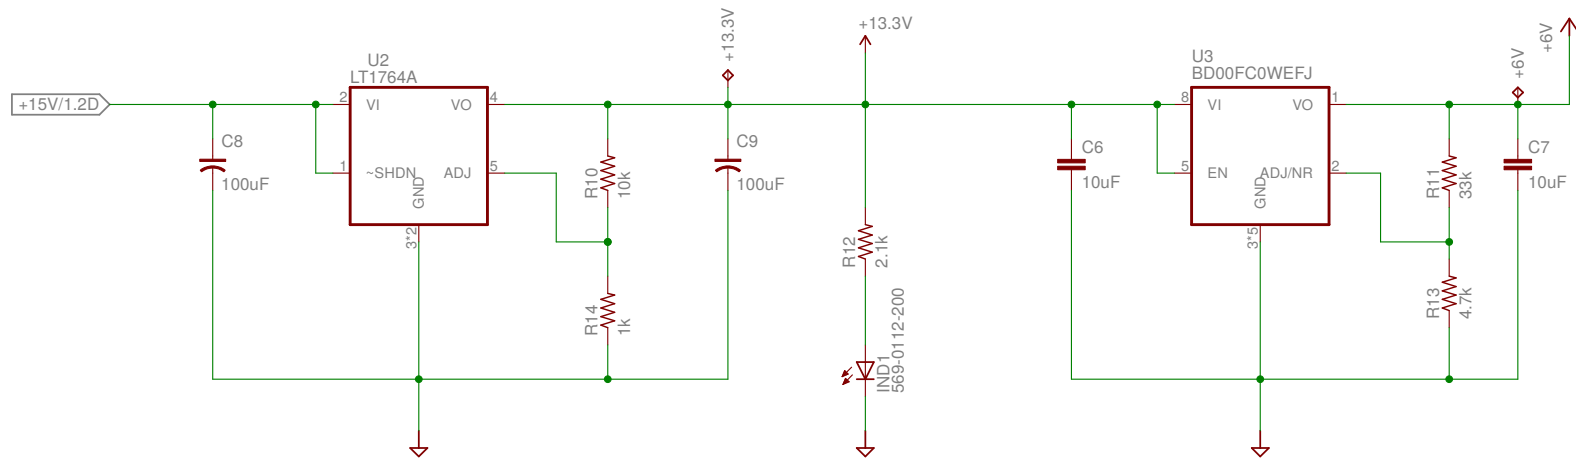 +15V/1.2D
C8
100uF
U2
LT1764A
2
VI
VO
4
1
~SHDN
ADJ
5
GND
3*2
R10
10k
R14
1k
+13.3V
C9
100uF
+13.3V
R12
2.1k
IND1
569-0112-200
C6
10uF
U3
BD00FC0WEFJ
8
VI
VO
1
5
EN
ADJ/NR
2
GND
3*5
R11
33k
R13
4.7k
+6V
C7
10uF
+6V